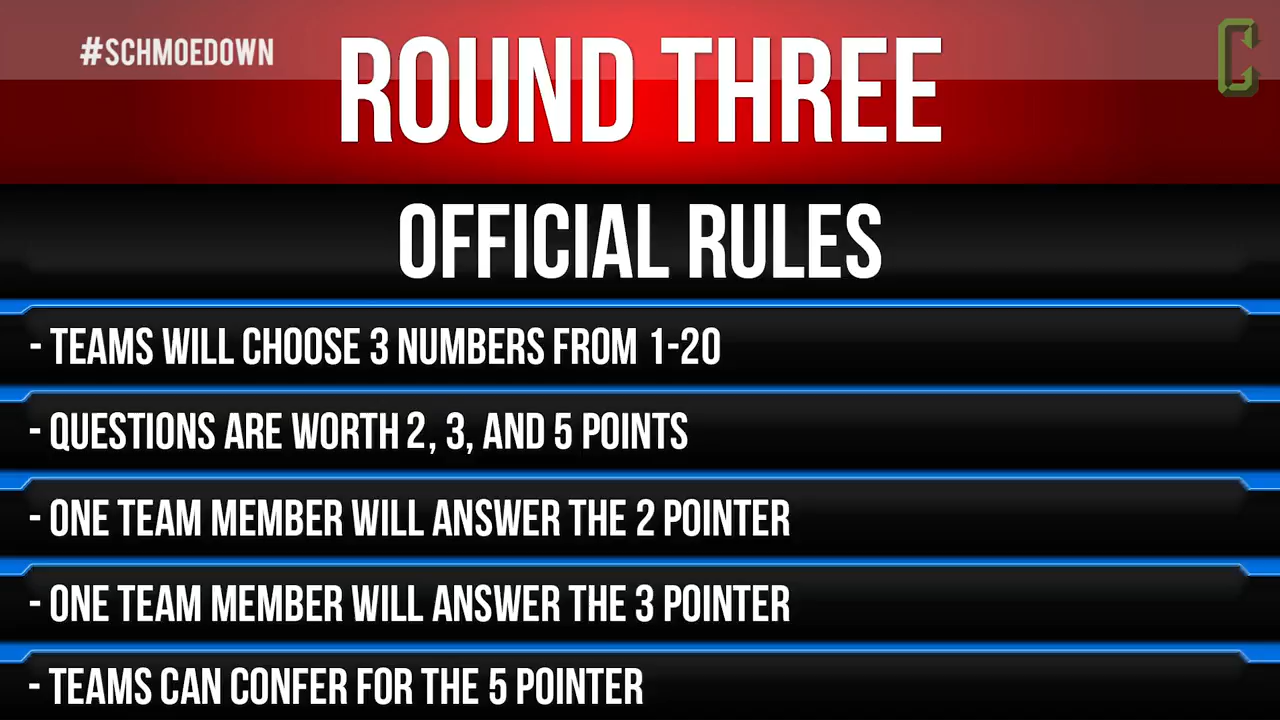 #SCHMOEDOWN
ROUND THREE
OFFICIAL RULES
- TEAMS WILL CHOOSE 3 NUMBERS FROM 1-20
- QUESTIONS ARE WORTH 2, 3, AND 5 POINTS
- ONE TEAM MEMBER WILL ANSWER THE 2 POINTER
- ONE TEAM MEMBER WILL ANSWER THE 3 POINTER
- TEAMS CAN CONFER FOR THE 5 POINTER